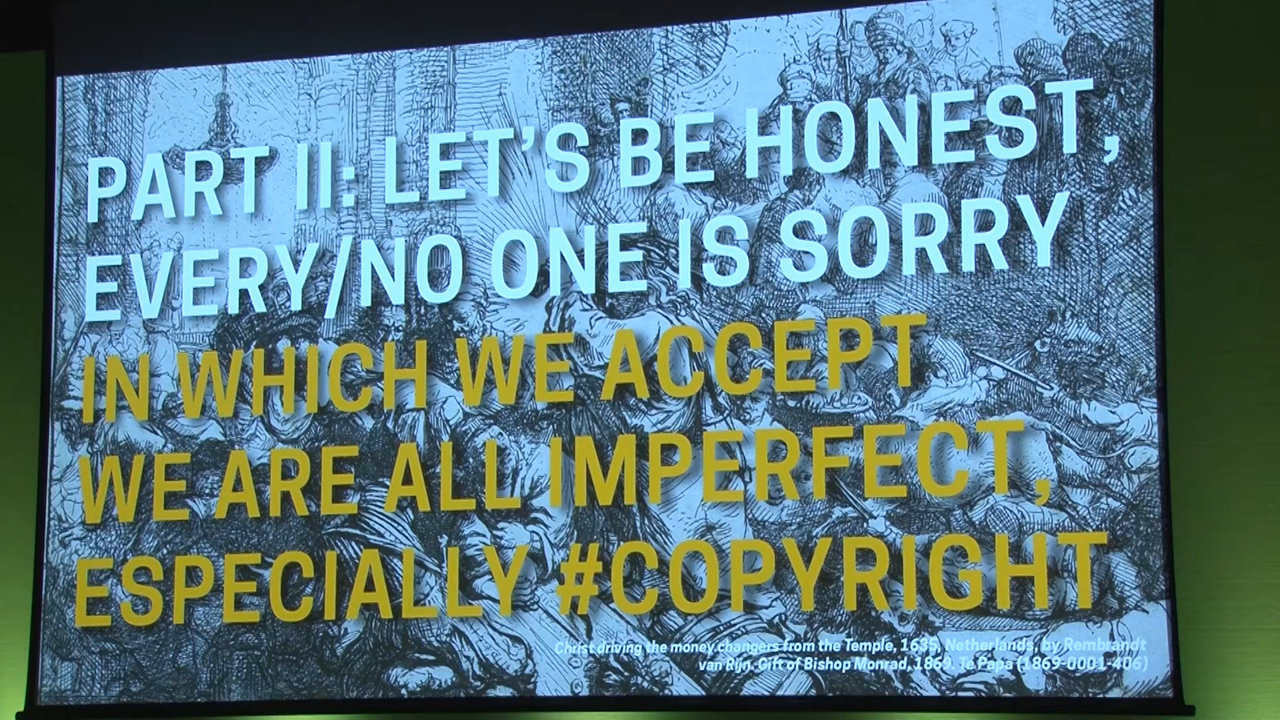 PART II: LET'S BE HONEST,
EVERY/NO ONE IS SORRY
IN WHICH WE ACCEPT
WE ARE ALL IMPERFECT,
ESPECIALLY #COPYRIGHT
Christ driving the money changers from the Temple, 1635, Netherlands, by Rembrandt
van Rijn. Gift of Bishop Monrad, 1869. Te Papa (1869-0001-406)